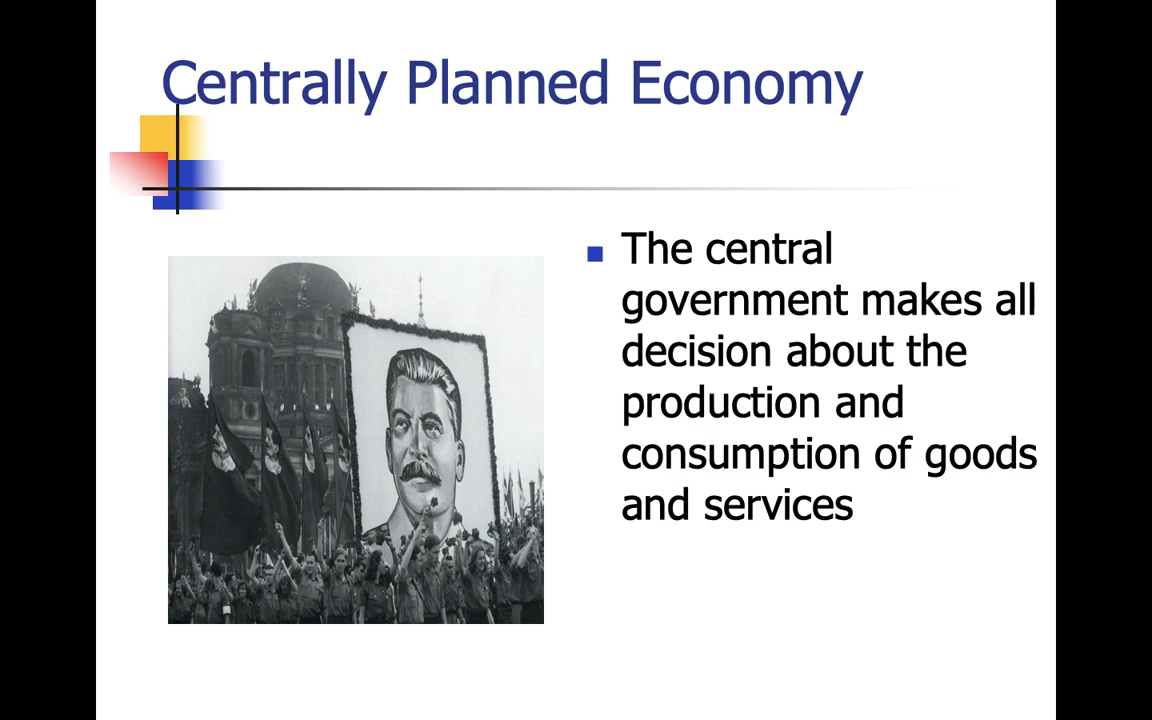 Centrally Planned Economy
The central
government makes all
decision about the
production and
consumption of goods
and services